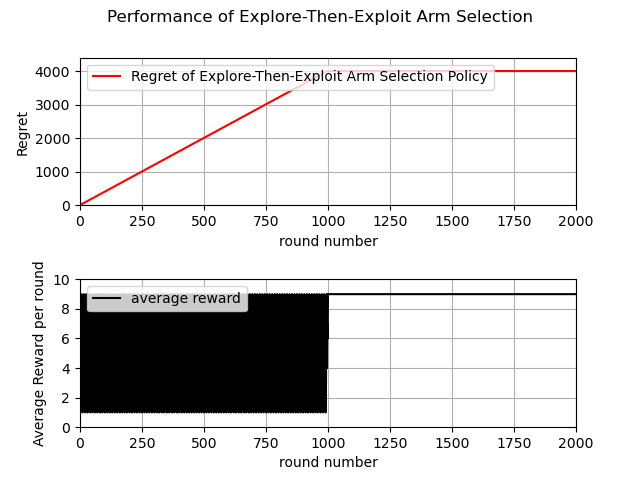 Performance of Explore-Then-Exploit Arm Selection
4000
3000
2000
1000
0
Regret
Regret of Explore-Then-Exploit Arm Selection Policy
0 250 500 750 1000 1250 1500 1750 2000
round number
10
8
6
4
2
0
Average Reward per round
average reward
0 250 500 750 1000 1250 1500 1750 2000
round number